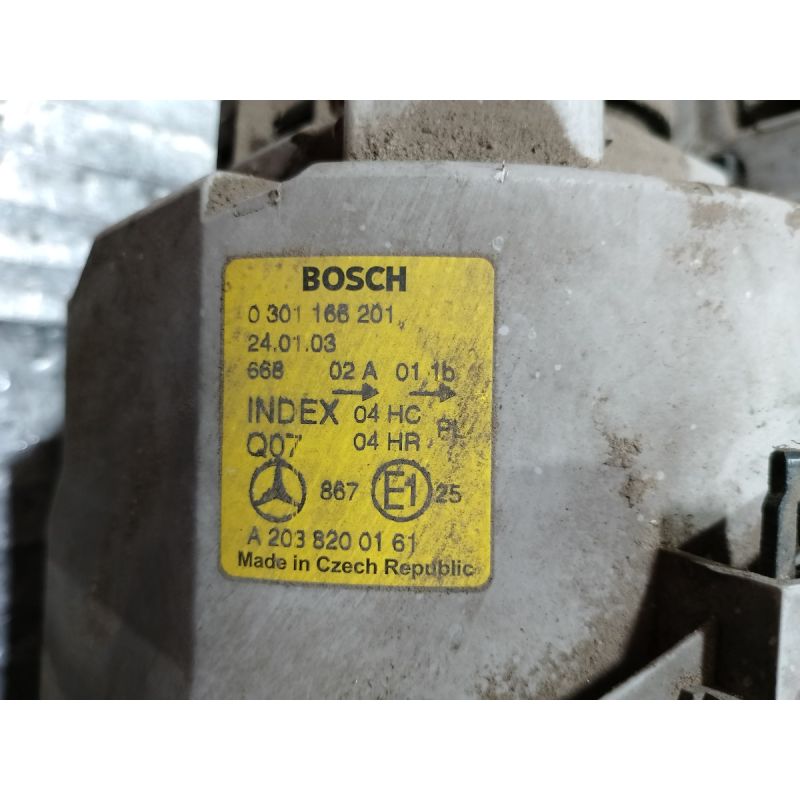 BOSCH
0 301 166 201
24.01.03
668 02 A 01 1b
INDEX 04 HC
Q07 04 HR PL
867 E1 25
A 203 820 01 61
Made in Czech Republic